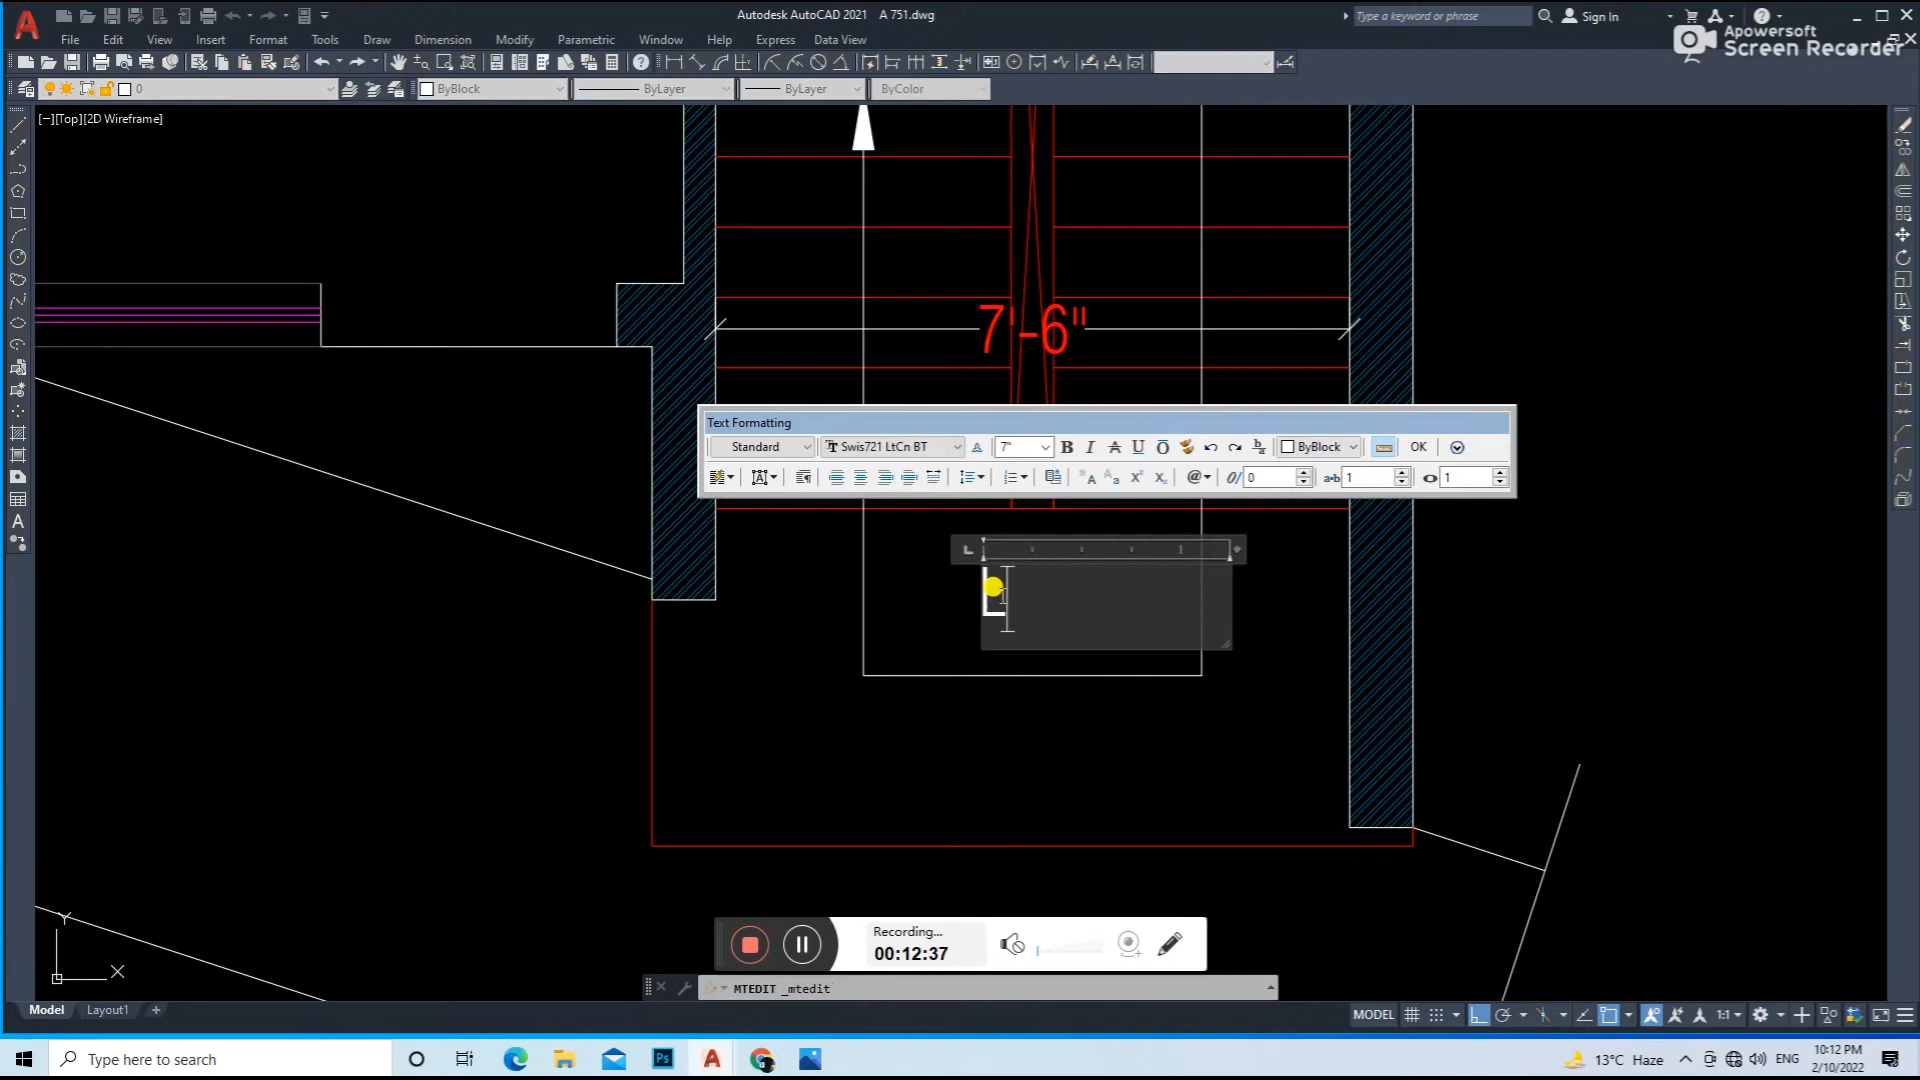 Autodesk AutoCAD 2021 A 751.dwg
Type a keyword or phrase
Sign In
Apowersoft
Screen Recorder
File Edit View Insert Format Tools Draw Dimension Modify Parametric Window Help Express Data View
0
ByBlock
ByLayer
ByLayer
ByColor
[−][Top][2D Wireframe]
7'-6"
Text Formatting
Standard
Swis721 LtCn BT
7"
B I A U O
ByBlock
OK
@
0/ 0
a•b 1
1
L
Y
X
Recording...
00:12:37
MTEDIT _mtedit
Model Layout1 +
MODEL
1:1
Type here to search
Ps
13°C Haze
ENG
10:12 PM
2/10/2022